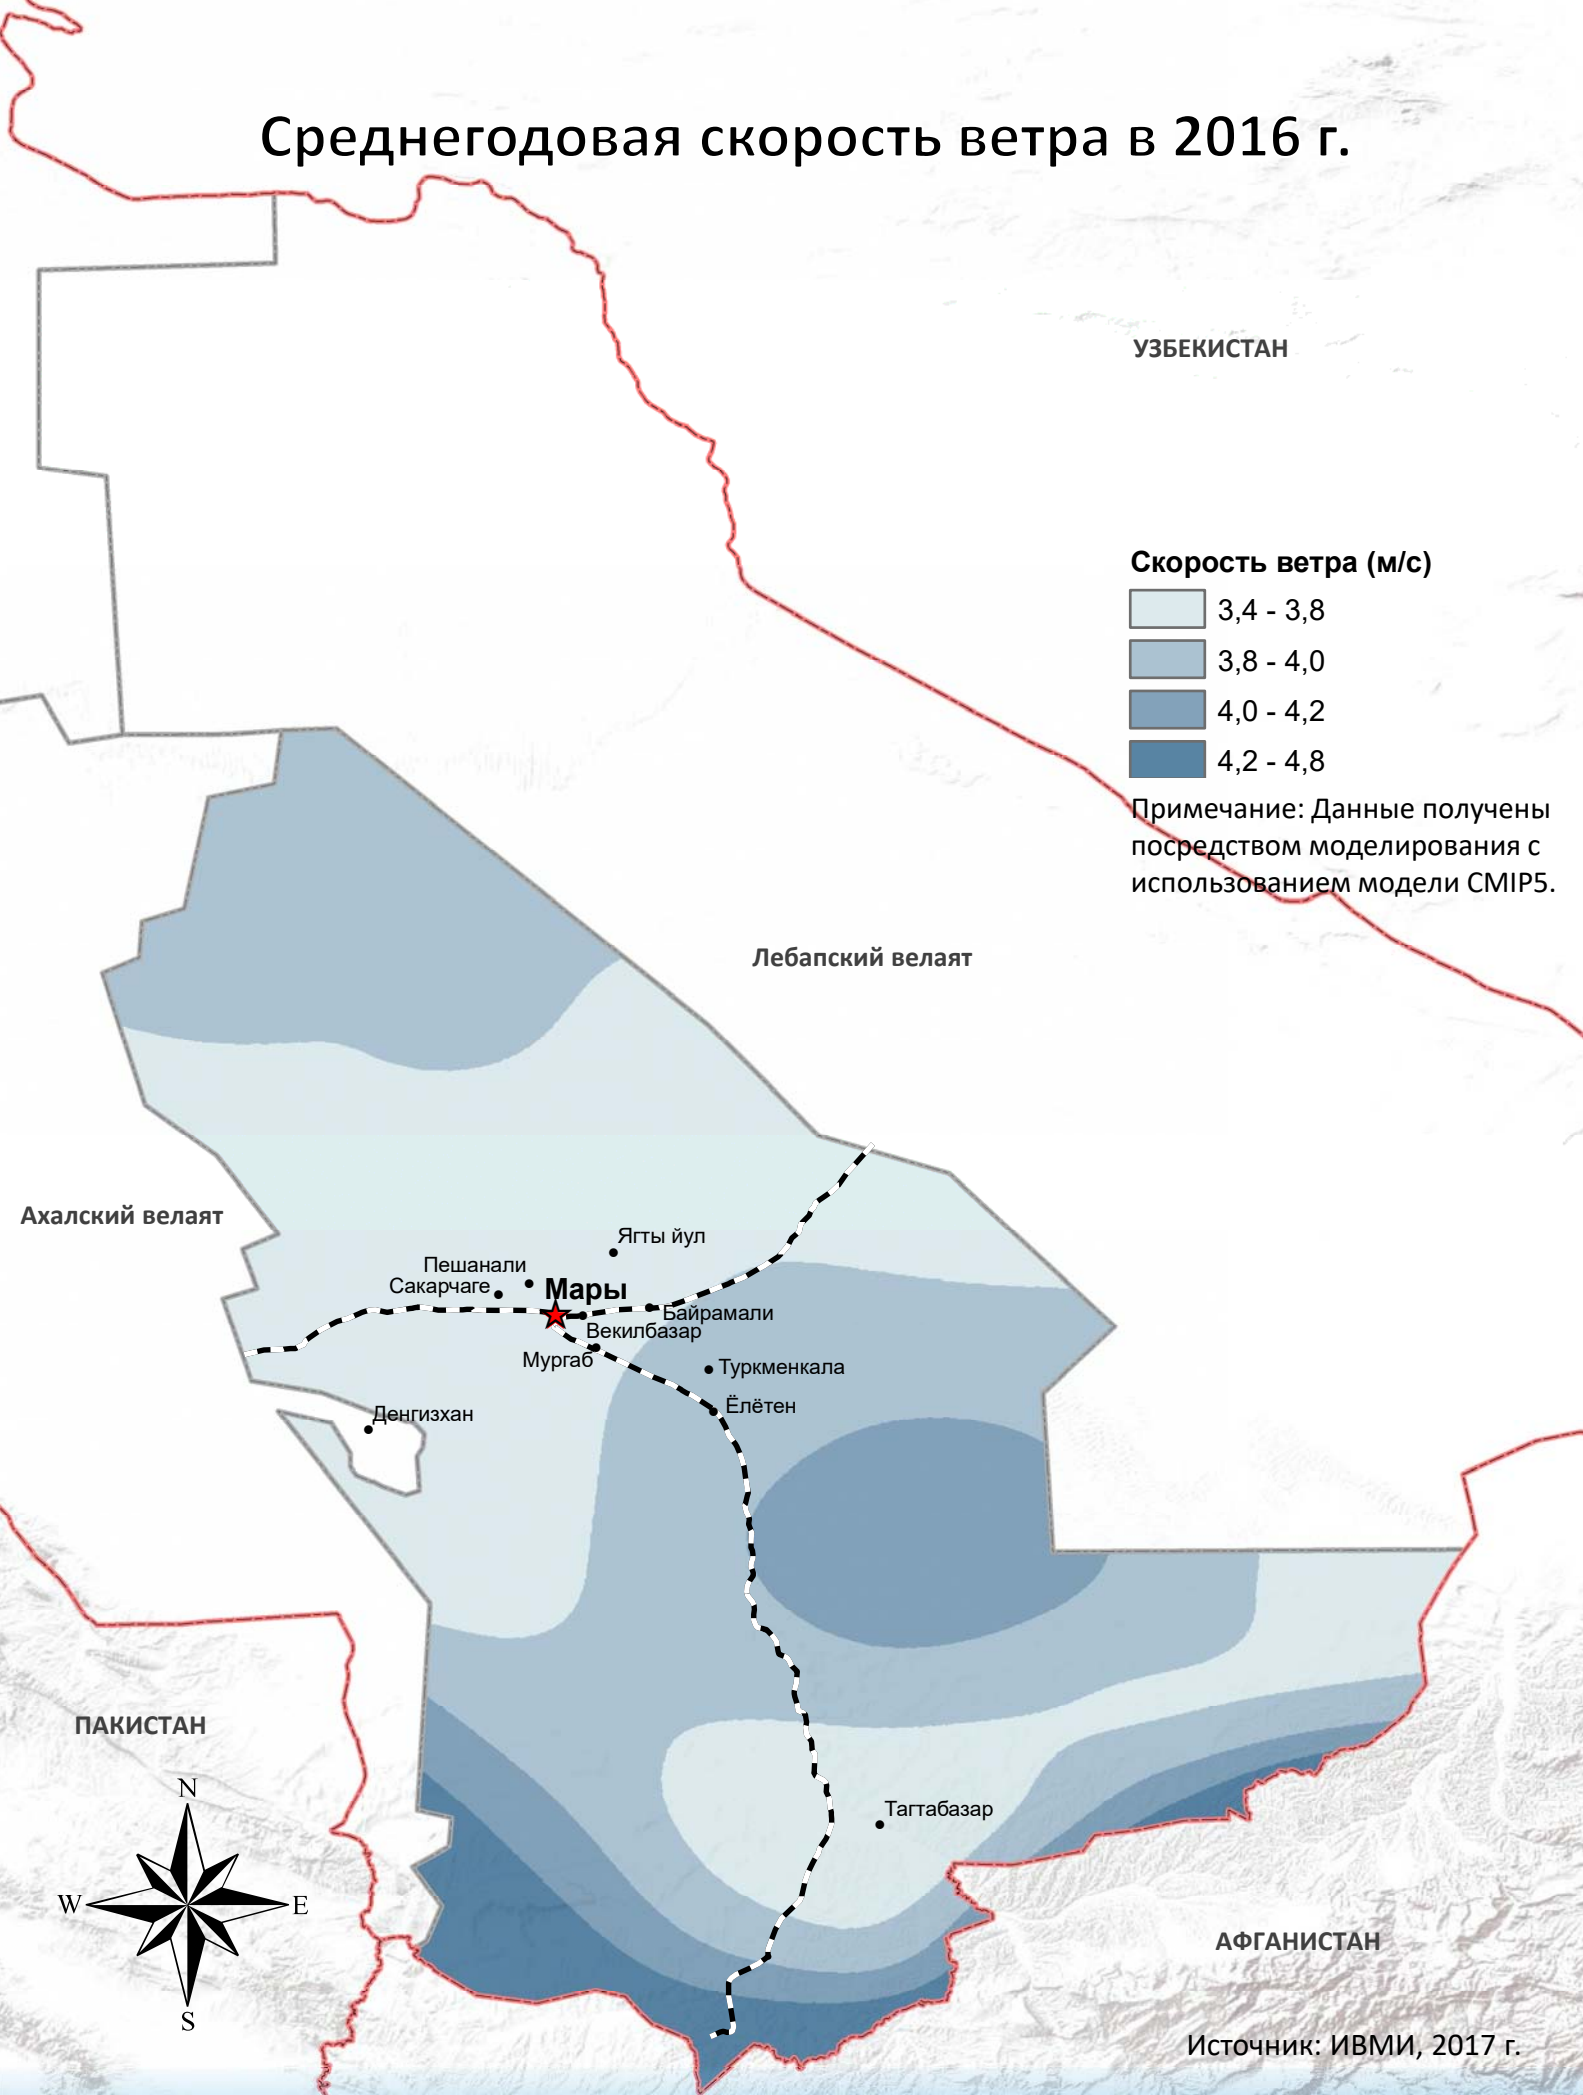 Среднегодовая скорость ветра в 2016 г.
УЗБЕКИСТАН
Скорость ветра (м/с)
3,4 - 3,8
3,8 - 4,0
4,0 - 4,2
4,2 - 4,8
Примечание: Данные получены
посредством моделирования с
использованием модели CMIP5.
Лебапский велаят
Ахалский велаят
Ягты йул
Пешанали
Сакарчаге
Мары
Байрамали
Векилбазар
Мургаб
Туркменкала
Ёлётен
Денгизхан
ПАКИСТАН
N
W
E
S
Тагтабазар
АФГАНИСТАН
Источник: ИВМИ, 2017 г.